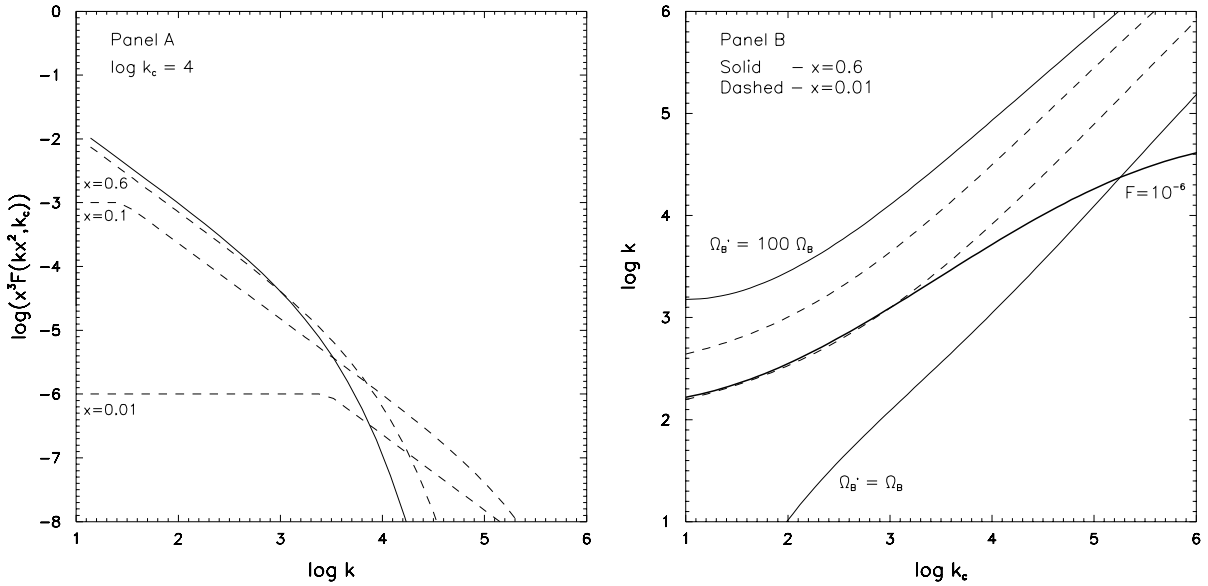 Panel A
log k_c = 4
0
−1
−2
−3
−4
−5
−6
−7
−8
x=0.6
x=0.1
x=0.01
log(x³F(kx²,k_c))
1 2 3 4 5 6
log k
Panel B
Solid − x=0.6
Dashed − x=0.01
6
5
4
3
2
1
Ω_B' = 100 Ω_B
F=10⁻⁶
Ω_B' = Ω_B
log k
1 2 3 4 5 6
log k_c